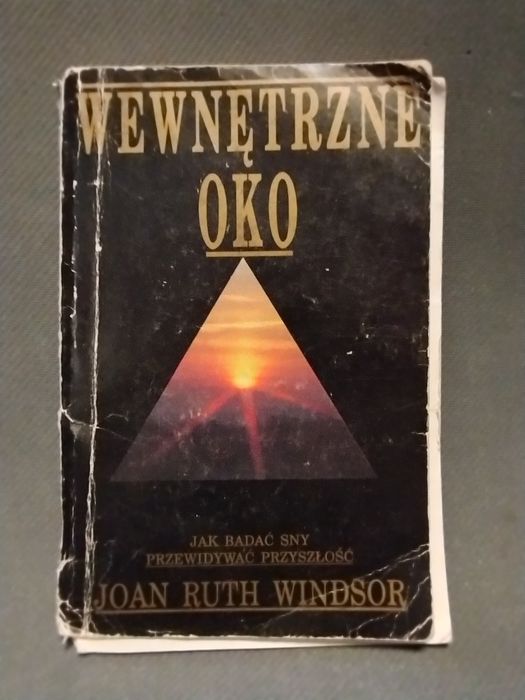 WEWNĘTRZNE
OKO
JAK BADAĆ SNY
PRZEWIDYWAĆ PRZYSZŁOŚĆ
JOAN RUTH WINDSOR